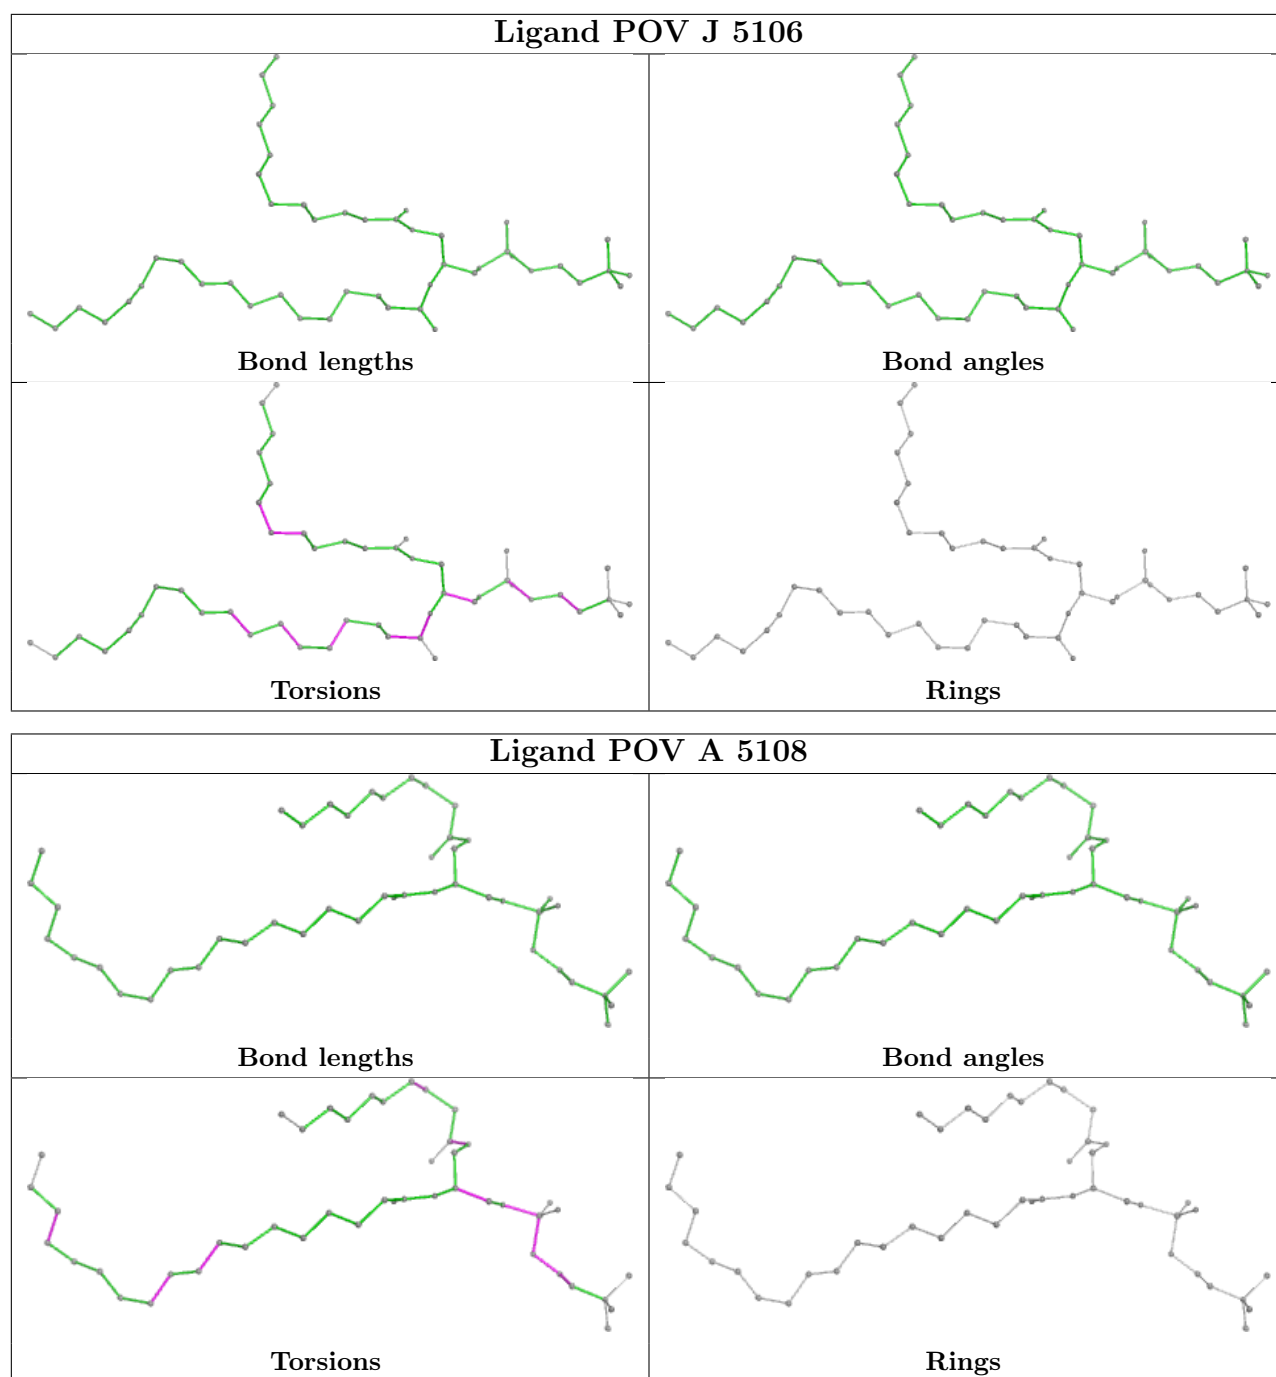 Ligand POV J 5106
Bond lengths
Bond angles
Torsions
Rings
Ligand POV A 5108
Bond lengths
Bond angles
Torsions
Rings